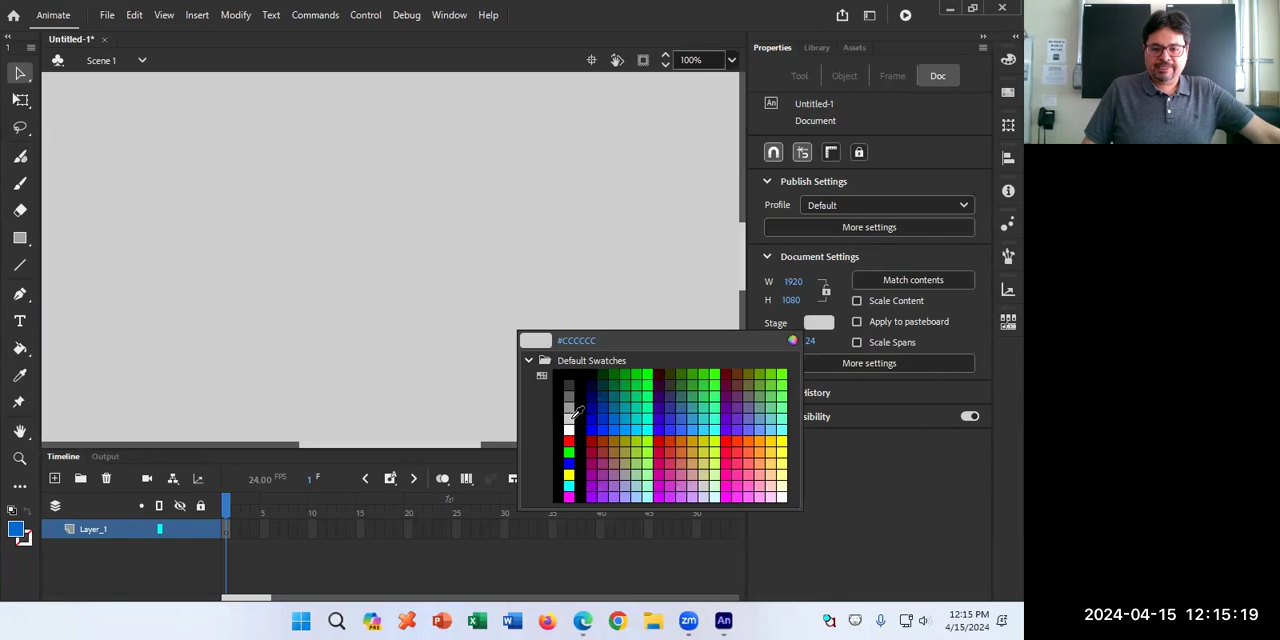 Animate File Edit View Insert Modify Text Commands Control Debug Window Help
Untitled-1* ×
Scene 1 100%
Properties Library Assets
Tool Object Frame Doc
An Untitled-1
Document
Publish Settings
Profile Default
More settings
Document Settings
W 1920 Match contents
H 1080 Scale Content
Stage Apply to pasteboard
24 Scale Spans
More settings
#CCCCCC
Default Swatches
History
Timeline Output
24.00 FPS 1 F
5 10 15 20 25 30 35 40 45 50
Layer_1
12:15 PM
4/15/2024
2024-04-15 12:15:19